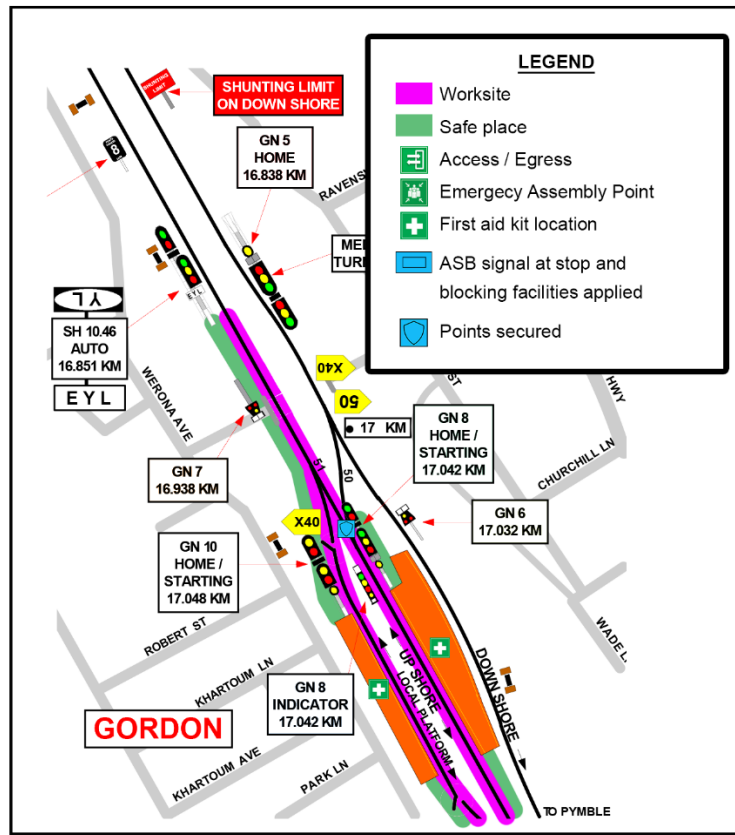 LEGEND
Worksite
Safe place
Access / Egress
Emergecy Assembly Point
First aid kit location
ASB signal at stop and
blocking facilities applied
Points secured
SHUNTING
LIMIT
SHUNTING LIMIT
ON DOWN SHORE
8
GN 5
HOME
16.838 KM
RAVENS
ME
TUR
EYL
YL
SH 10.46
AUTO
16.851 KM
E Y L
WERONA AVE
X40
50
17 KM
ST
HWY
GN 8
HOME /
STARTING
17.042 KM
CHURCHILL LN
51
50
GN 7
16.938 KM
GN 6
17.032 KM
X40
GN 10
HOME /
STARTING
17.048 KM
ROBERT ST
WADE L
KHARTOUM LN
GN 8
INDICATOR
17.042 KM
UP SHORE
LOCAL PLATFORM
DOWN SHORE
GORDON
KHARTOUM AVE
PARK LN
TO PYMBLE